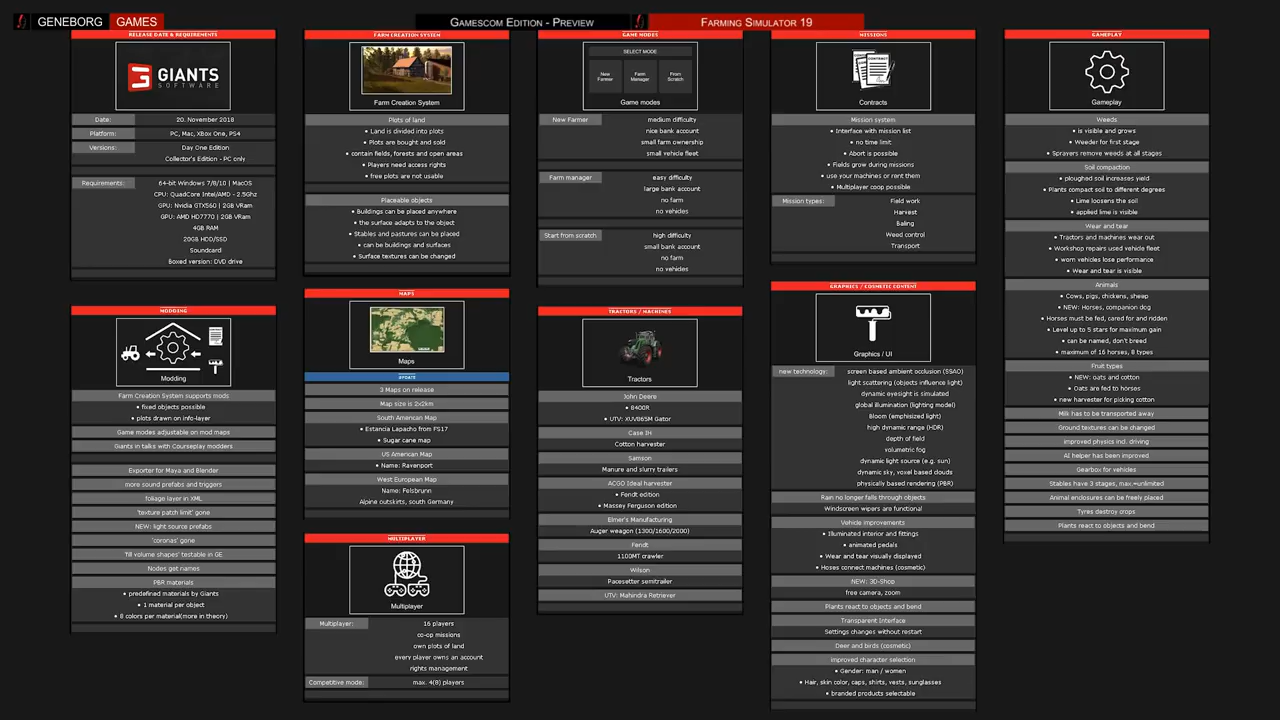 GENEBORG GAMES
Gamescom Edition - Preview
Farming Simulator 19
RELEASE DATE & REQUIREMENTS
GIANTS
SOFTWARE
Date: 20. November 2018
Platform: PC, Mac, XBox One, PS4
Versions: Day One Edition
Collector's Edition - PC only
Requirements: 64-bit Windows 7/8/10 | MacOS
CPU: QuadCore Intel/AMD - 2.5Ghz
GPU: Nvidia GTX560 | 2GB VRam
GPU: AMD HD7770 | 2GB VRam
4GB RAM
20GB HDD/SSD
Soundcard
Boxed version: DVD drive
MODDING
Modding
Farm Creation System supports mods
• fixed objects possible
• plots drawn on info-layer
Game modes adjustable on mod maps
Giants in talks with Courseplay modders
Exporter for Maya and Blender
more sound prefabs and triggers
foliage layer in XML
'texture patch limit' gone
NEW: light source prefabs
'coronas' gone
'fill volume shapes' testable in GE
Nodes get names
PBR materials
• predefined materials by Giants
• 1 material per object
• 8 colors per material(more in theory)
FARM CREATION SYSTEM
Farm Creation System
Plots of land
• Land is divided into plots
• Plots are bought and sold
• contain fields, forests and open areas
• Players need access rights
• free plots are not usable
Placeable objects
• Buildings can be placed anywhere
• the surface adapts to the object
• Stables and pastures can be placed
• can be buildings and surfaces
• Surface textures can be changed
MAPS
Maps
UPDATE
3 Maps on release
Map size is 2x2km
South American Map
• Estancia Lapacho from FS17
• Sugar cane map
US American Map
• Name: Ravenport
West European Map
Name: Felsbrunn
Alpine outskirts, south Germany
MULTIPLAYER
Multiplayer
Multiplayer: 16 players
co-op missions
own plots of land
every player owns an account
rights management
Competitive mode: max. 4(8) players
GAME MODES
SELECT MODE
New Farmer
Farm Manager
From Scratch
Game modes
New Farmer medium difficulty
nice bank account
small farm ownership
small vehicle fleet
Farm manager easy difficulty
large bank account
no farm
no vehicles
Start from scratch high difficulty
small bank account
no farm
no vehicles
TRACTORS / MACHINES
Tractors
John Deere
• 8400R
• UTV: XUV865M Gator
Case IH
Cotton harvester
Samson
Manure and slurry trailers
AGCO Ideal harvester
• Fendt edition
• Massey Ferguson edition
Elmer's Manufacturing
Auger weagon (1300/1600/2000)
Fendt
1100MT crawler
Wilson
Pacesetter semitrailer
UTV: Mahindra Retriever
MISSIONS
CONTRACT
Contracts
Mission system
• Interface with mission list
• no time limit
• Abort is possible
• Fields grow during missions
• use your machines or rent them
• Multiplayer coop possible
Mission types: Field work
Harvest
Baling
Weed control
Transport
GRAPHICS / COSMETIC CONTENT
Graphics / UI
new technology: screen based ambient occlusion (SSAO)
light scattering (objects influence light)
dynamic eyesight is simulated
global illumination (lighting model)
Bloom (emphisized light)
high dynamic range (HDR)
depth of field
volumetric fog
dynamic light source (e.g. sun)
dynamic sky, voxel based clouds
physically based rendering (PBR)
Rain no longer falls through objects
Windscreen wipers are functional
Vehicle improvements
• Illuminated interior and fittings
• animated pedals
• Wear and tear visually displayed
• Hoses connect machines (cosmetic)
NEW: 3D-Shop
free camera, zoom
Plants react to objects and bend
Transparent Interface
Settings changes without restart
Deer and birds (cosmetic)
Improved character selection
• Gender: man / women
• Hair, skin color, caps, shirts, vests, sunglasses
• branded products selectable
GAMEPLAY
Gameplay
Weeds
• is visible and grows
• Weeder for first stage
• Sprayers remove weeds at all stages
Soil compaction
• ploughed soil increases yield
• Plants compact soil to different degrees
• Lime loosens the soil
• applied lime is visible
Wear and tear
• Tractors and machines wear out
• Workshop repairs used vehicle fleet
• worn vehicles lose performance
• Wear and tear is visible
Animals
• Cows, pigs, chickens, sheep
• NEW: Horses, companion dog
• Horses must be fed, cared for and ridden
• Level up to 5 stars for maximum gain
• can be named, don't breed
• maximum of 16 horses, 8 types
Fruit types
• NEW: oats and cotton
• Oats are fed to horses
• new harvester for picking cotton
Milk has to be transported away
Ground textures can be changed
improved physics incl. driving
AI helper has been improved
Gearbox for vehicles
Stables have 3 stages, max.=unlimited
Animal enclosures can be freely placed
Tyres destroy crops
Plants react to objects and bend